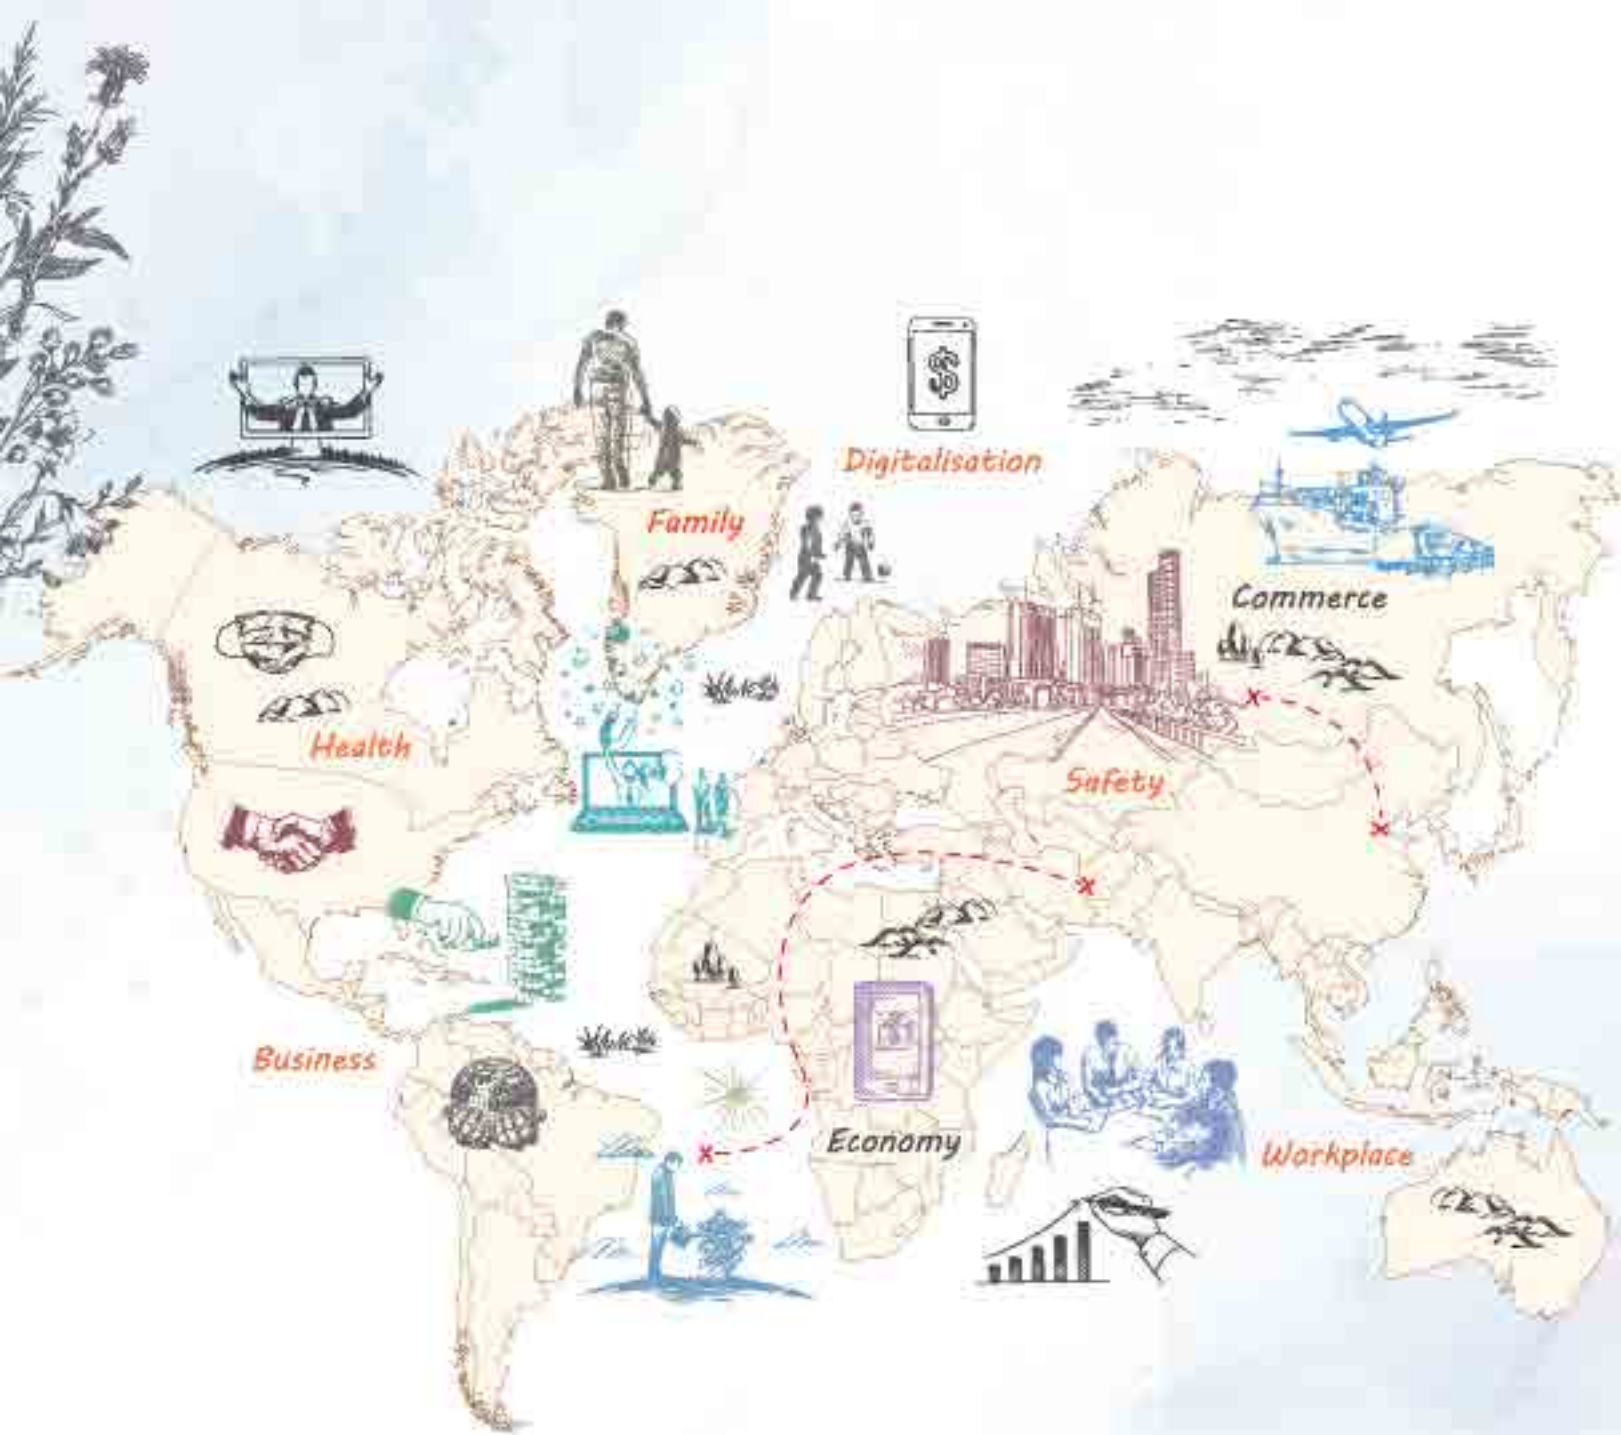 Digitalisation
Family
Commerce
Health
Safety
Business
Economy
Workplace